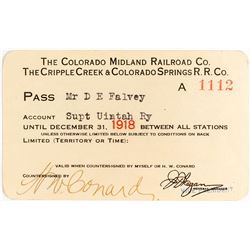 THE COLORADO MIDLAND RAILROAD CO.
THE CRIPPLE CREEK & COLORADO SPRINGS R. R. CO.
A 1112
PASS Mr D E Falvey
ACCOUNT Supt Uintah Ry
UNTIL DECEMBER 31, 1918 BETWEEN ALL STATIONS
UNLESS OTHERWISE LIMITED BELOW SUBJECT TO CONDITIONS ON BACK
LIMITED (TERRITORY OR TIME):
VALID WHEN COUNTERSIGNED BY MYSELF OR H. W. CONARD
COUNTERSIGNED BY
H W Conard
GENERAL MANAGER